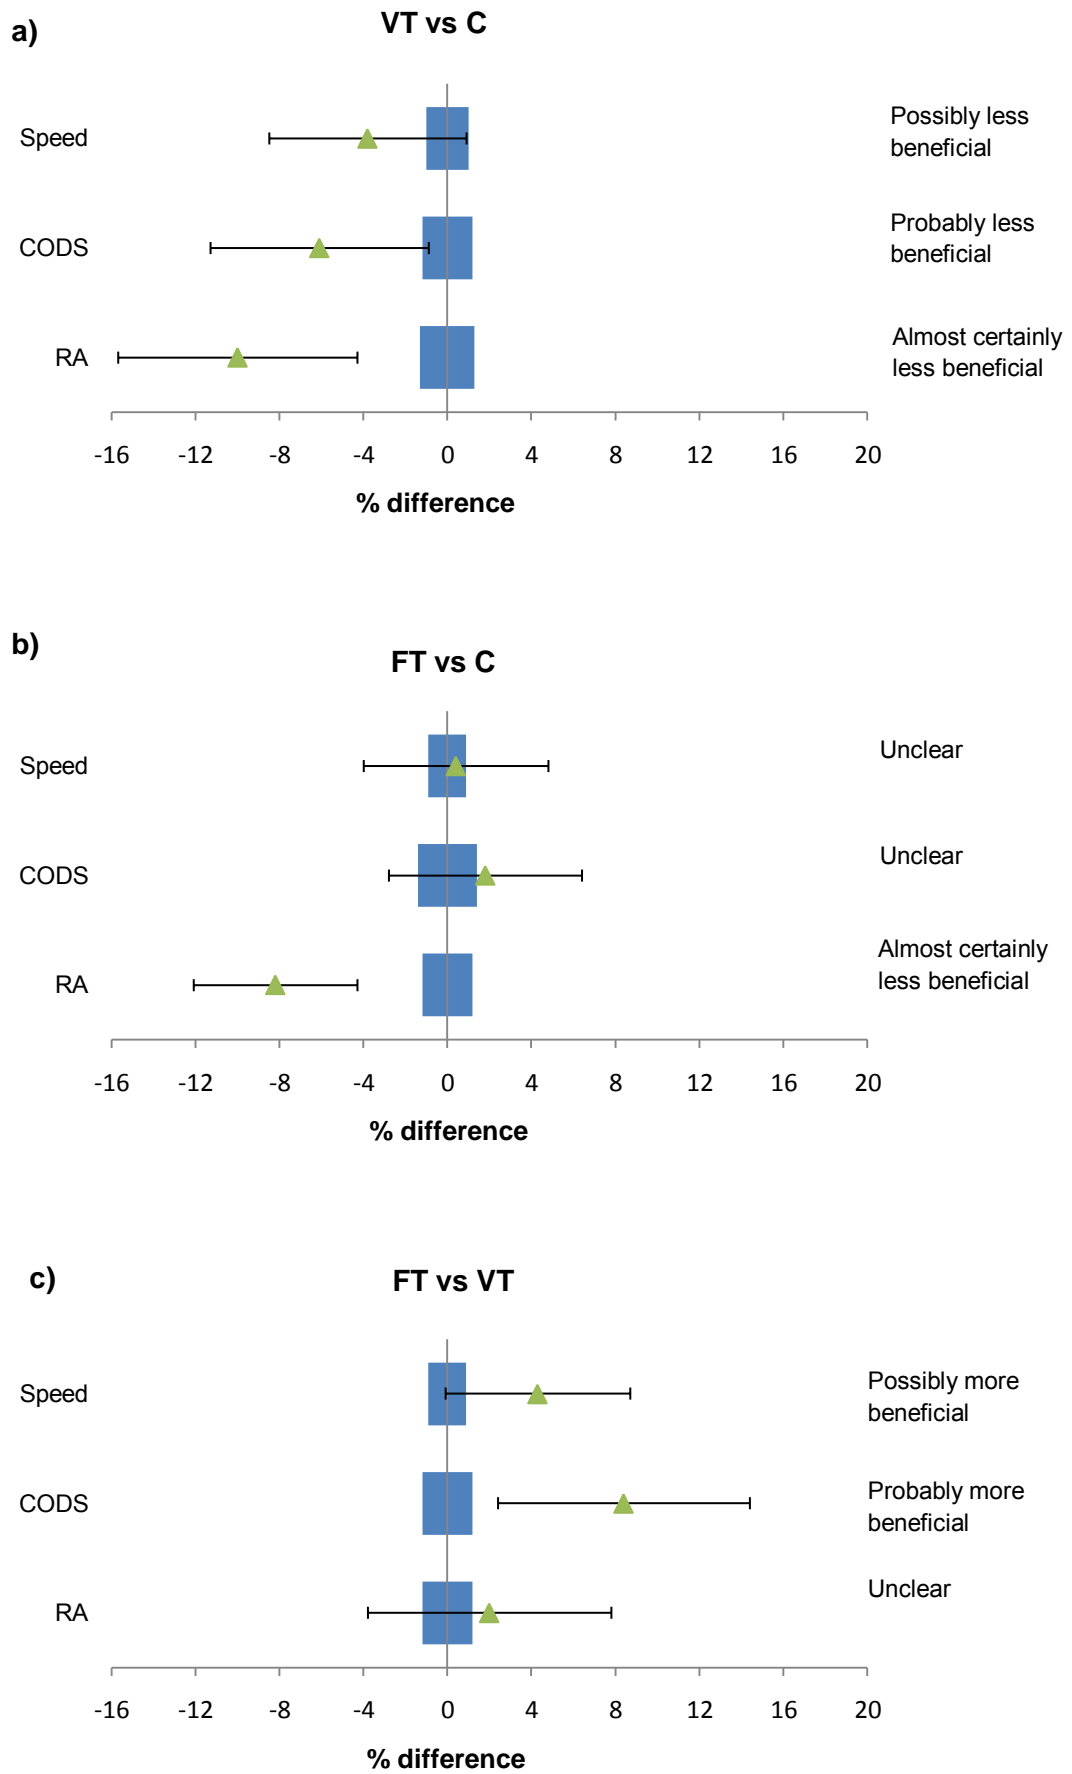 a)
VT vs C
Speed
Possibly less
beneficial
CODS
Probably less
beneficial
RA
Almost certainly
less beneficial
-16 -12 -8 -4 0 4 8 12 16 20
% difference
b)
FT vs C
Speed
Unclear
CODS
Unclear
RA
Almost certainly
less beneficial
-16 -12 -8 -4 0 4 8 12 16 20
% difference
c)
FT vs VT
Speed
Possibly more
beneficial
CODS
Probably more
beneficial
RA
Unclear
-16 -12 -8 -4 0 4 8 12 16 20
% difference